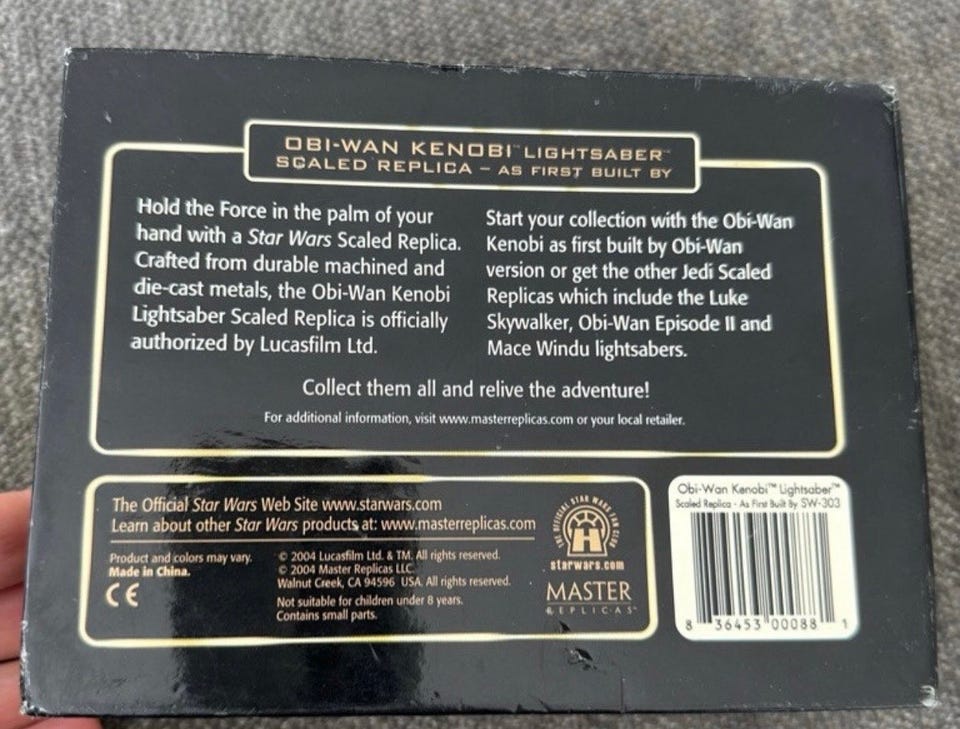 OBI-WAN KENOBI™ LIGHTSABER™
SCALED REPLICA – AS FIRST BUILT BY
Hold the Force in the palm of your
hand with a Star Wars Scaled Replica.
Crafted from durable machined and
die-cast metals, the Obi-Wan Kenobi
Lightsaber Scaled Replica is officially
authorized by Lucasfilm Ltd.
Start your collection with the Obi-Wan
Kenobi as first built by Obi-Wan
version or get the other Jedi Scaled
Replicas which include the Luke
Skywalker, Obi-Wan Episode II and
Mace Windu lightsabers.
Collect them all and relive the adventure!
For additional information, visit www.masterreplicas.com or your local retailer.
The Official Star Wars Web Site www.starwars.com
Learn about other Star Wars products at: www.masterreplicas.com
Product and colors may vary.
Made in China.
CE
© 2004 Lucasfilm Ltd. & TM. All rights reserved.
© 2004 Master Replicas LLC.
Walnut Creek, CA 94596 USA. All rights reserved.
Not suitable for children under 8 years.
Contains small parts.
THE OFFICIAL STAR WARS FAN CLUB
H
starwars.com
MASTER
REPLICAS™
Obi-Wan Kenobi™ Lightsaber™
Scaled Replica - As First Built By SW-303
8 36453 00088 1